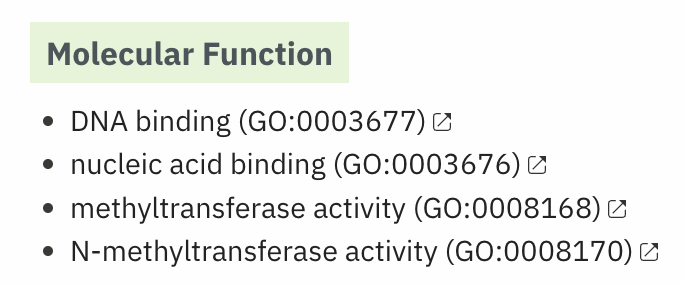 Molecular Function
• DNA binding (GO:0003677)
• nucleic acid binding (GO:0003676)
• methyltransferase activity (GO:0008168)
• N-methyltransferase activity (GO:0008170)